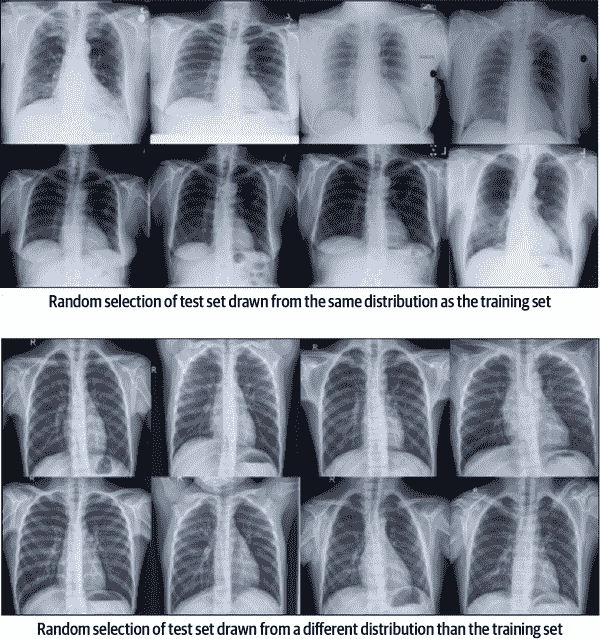 Random selection of test set drawn from the same distribution as the training set
R
R
R
Random selection of test set drawn from a different distribution than the training set